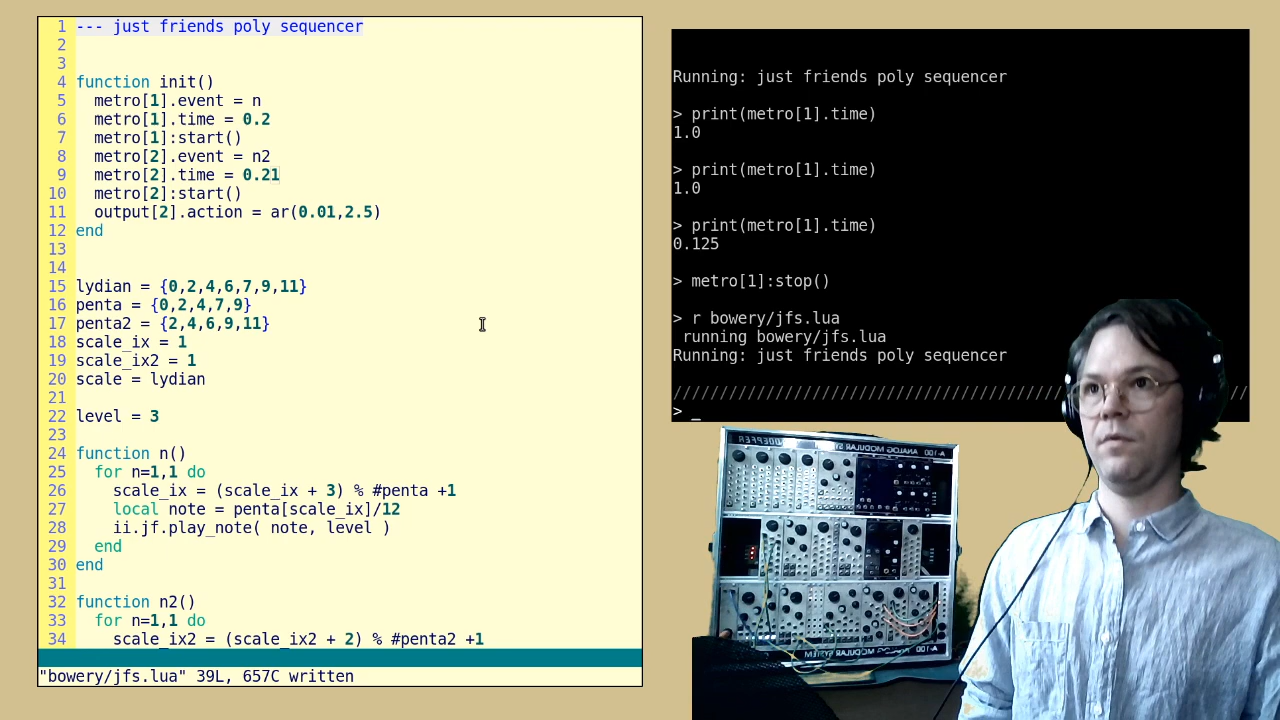 1 --- just friends poly sequencer
2
3
4 function init()
5 metro[1].event = n
6 metro[1].time = 0.2
7 metro[1]:start()
8 metro[2].event = n2
9 metro[2].time = 0.21
10 metro[2]:start()
11 output[2].action = ar(0.01,2.5)
12 end
13
14
15 lydian = {0,2,4,6,7,9,11}
16 penta = {0,2,4,7,9}
17 penta2 = {2,4,6,9,11}
18 scale_ix = 1
19 scale_ix2 = 1
20 scale = lydian
21
22 level = 3
23
24 function n()
25 for n=1,1 do
26 scale_ix = (scale_ix + 3) % #penta +1
27 local note = penta[scale_ix]/12
28 ii.jf.play_note( note, level )
29 end
30 end
31
32 function n2()
33 for n=1,1 do
34 scale_ix2 = (scale_ix2 + 2) % #penta2 +1
"bowery/jfs.lua" 39L, 657C written
Running: just friends poly sequencer
> print(metro[1].time)
1.0
> print(metro[1].time)
1.0
> print(metro[1].time)
0.125
> metro[1]:stop()
> r bowery/jfs.lua
running bowery/jfs.lua
Running: just friends poly sequencer
//////////////////////////////////////////////////////////////
> _
DOEPFER
A-100 ANALOG MODULAR SYSTEM
A-100 ANALOG MODULAR SYSTEM